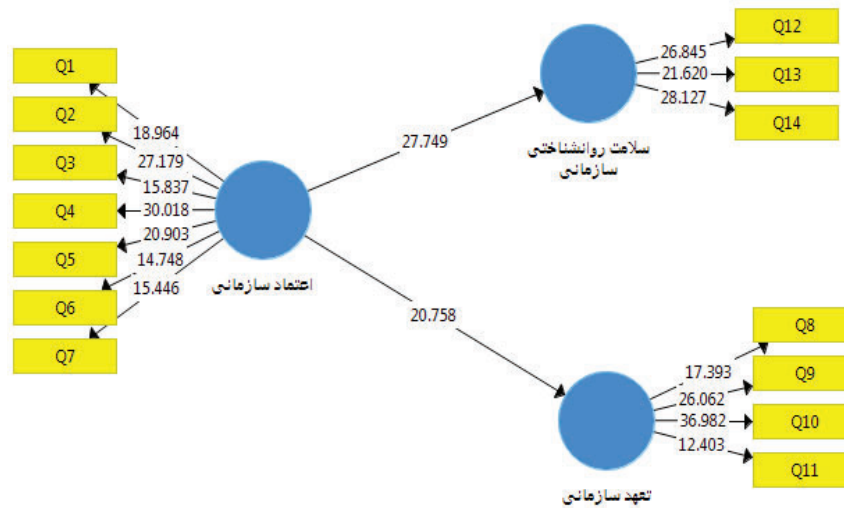 Q1
Q2
Q3
Q4
Q5
Q6
Q7
18.964
27.179
15.837
30.018
20.903
14.748
15.446
اعتماد سازمانی
27.749
20.758
سلامت روانشناختی
سازمانی
26.845
21.620
28.127
Q12
Q13
Q14
تعهد سازمانی
17.393
26.062
36.982
12.403
Q8
Q9
Q10
Q11